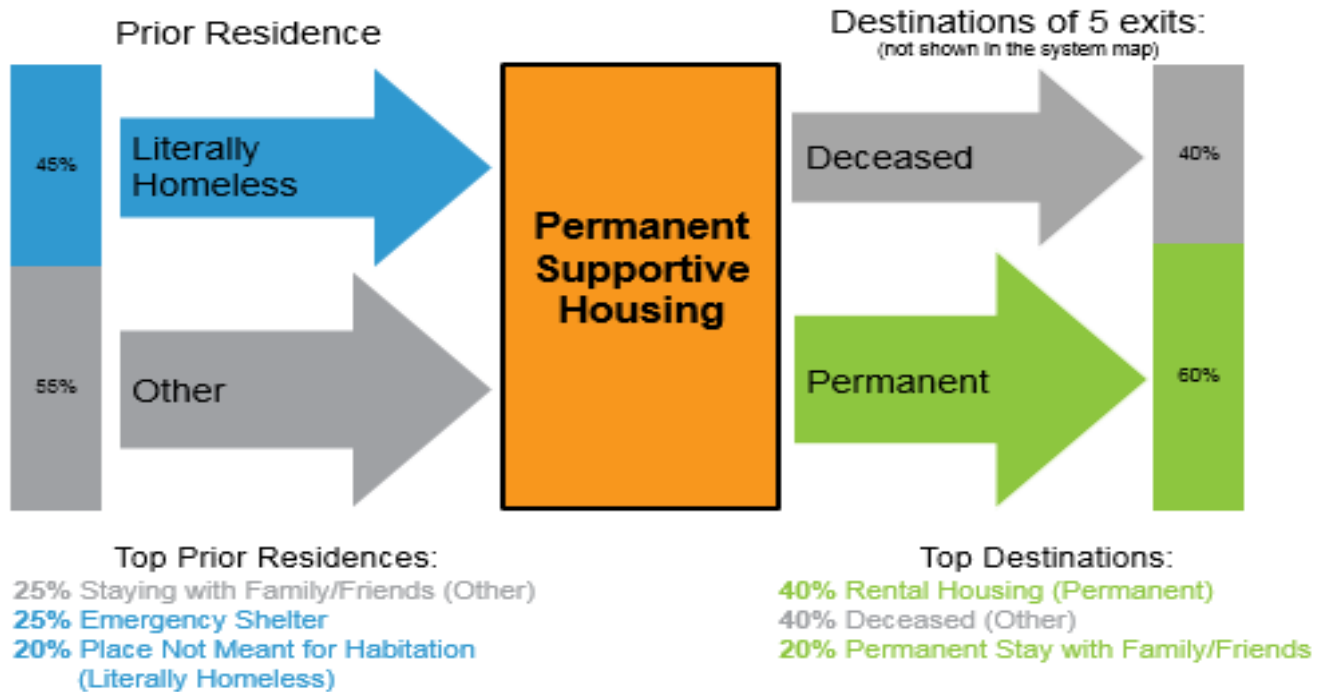 Prior Residence
Destinations of 5 exits:
(not shown in the system map)
45%
Literally
Homeless
55%
Other
Permanent
Supportive
Housing
Deceased
40%
Permanent
60%
Top Prior Residences:
25% Staying with Family/Friends (Other)
25% Emergency Shelter
20% Place Not Meant for Habitation
(Literally Homeless)
Top Destinations:
40% Rental Housing (Permanent)
40% Deceased (Other)
20% Permanent Stay with Family/Friends